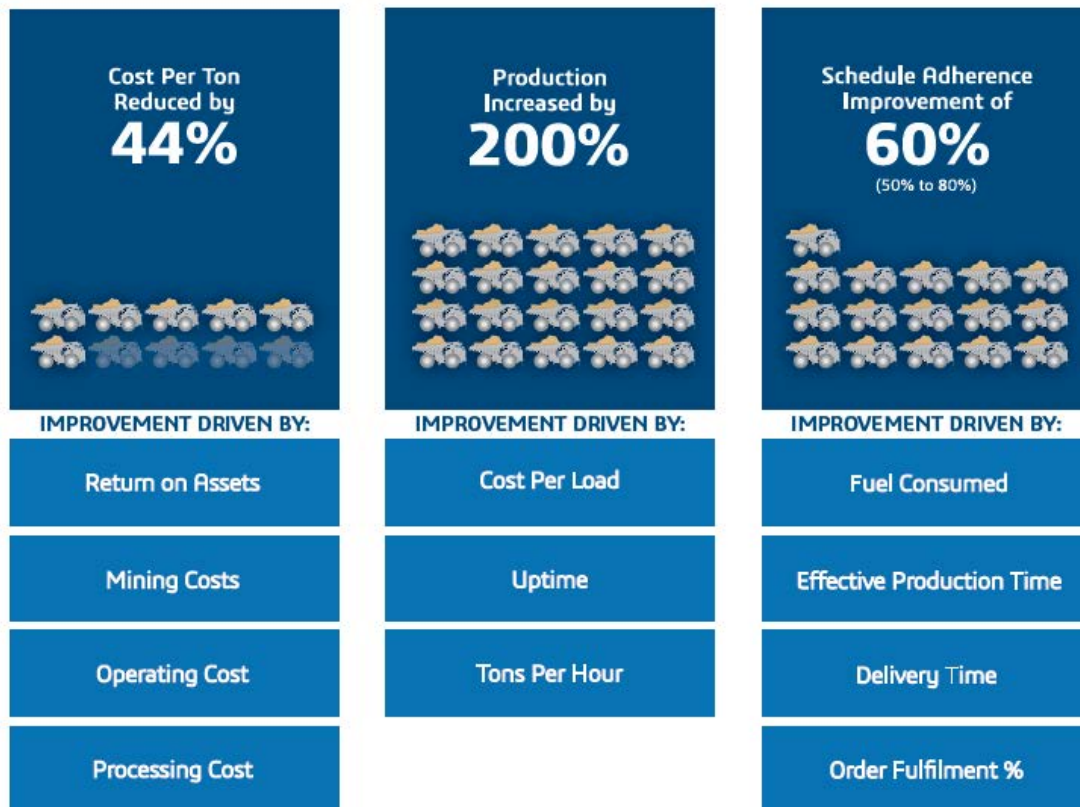 Cost Per Ton
Reduced by
44%
IMPROVEMENT DRIVEN BY:
Return on Assets
Mining Costs
Operating Cost
Processing Cost
Production
Increased by
200%
IMPROVEMENT DRIVEN BY:
Cost Per Load
Uptime
Tons Per Hour
Schedule Adherence
Improvement of
60%
(50% to 80%)
IMPROVEMENT DRIVEN BY:
Fuel Consumed
Effective Production Time
Delivery Time
Order Fulfilment %